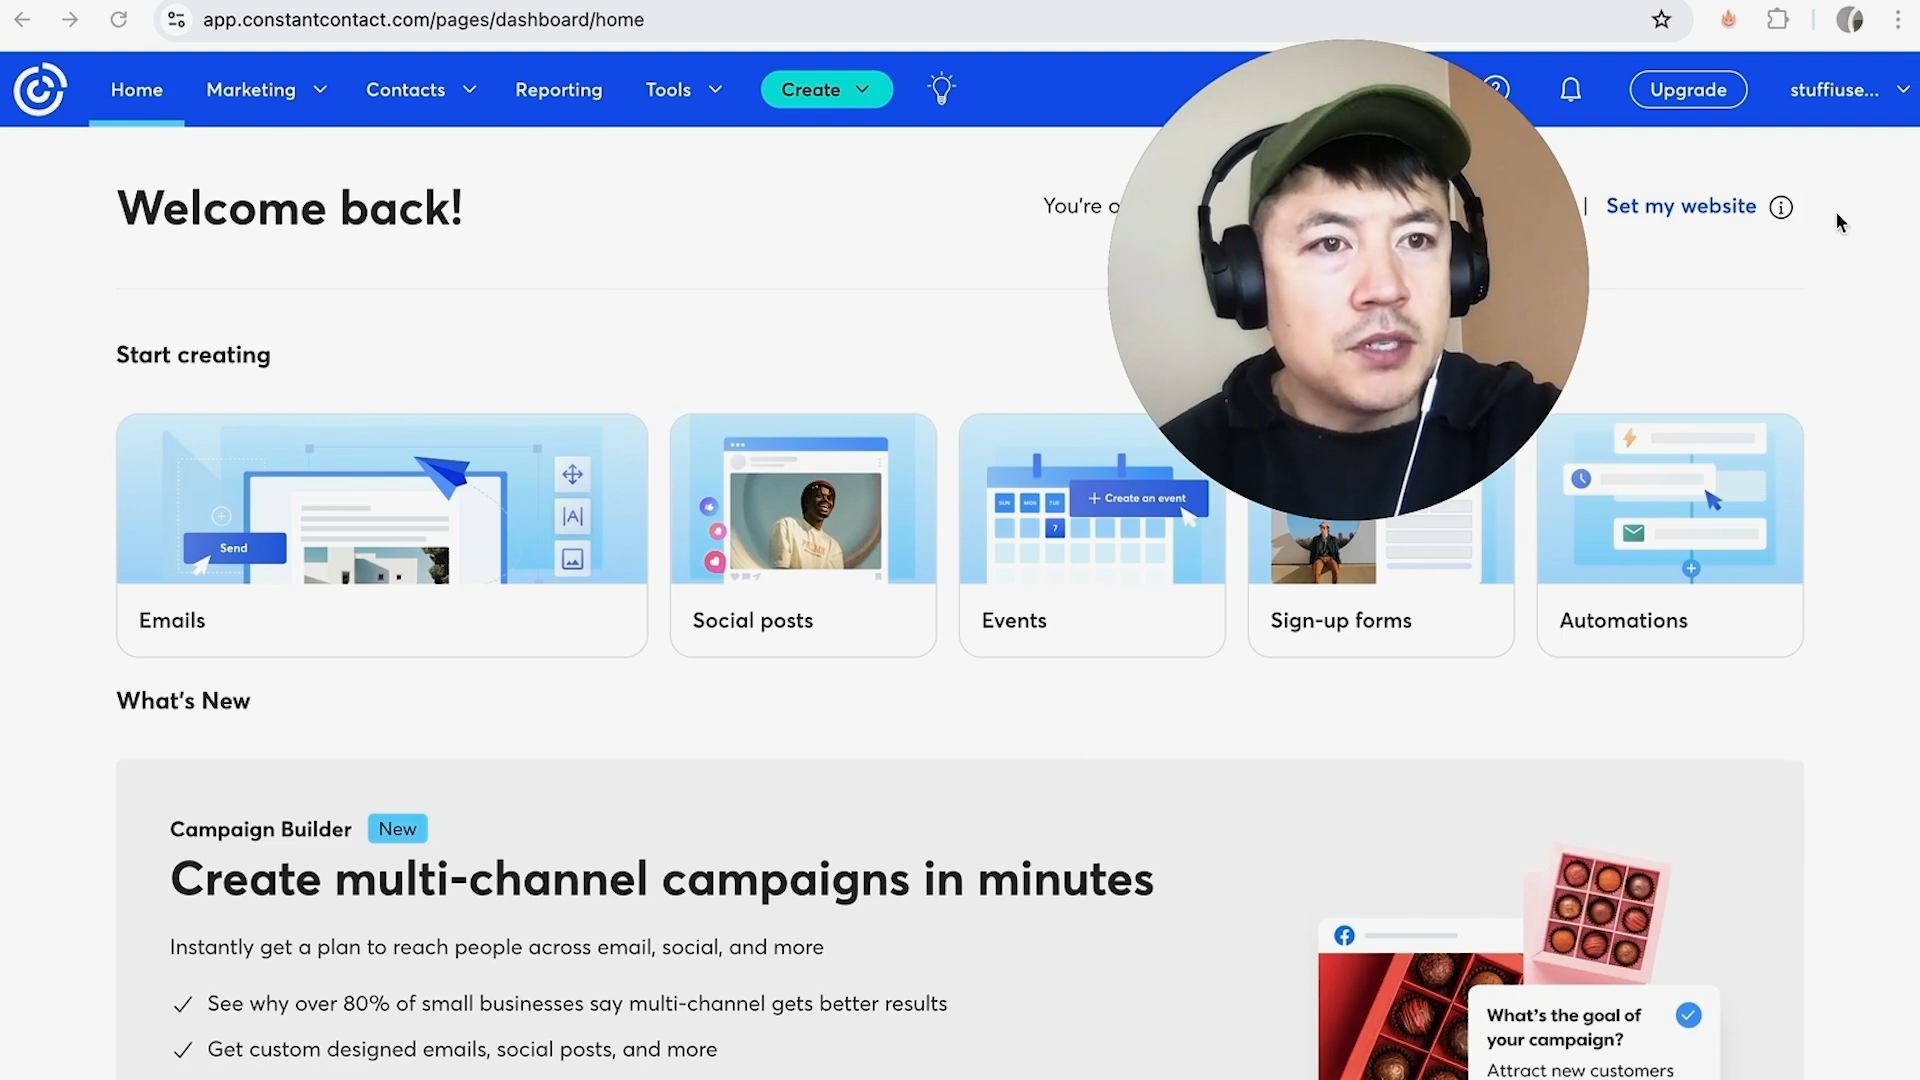 app.constantcontact.com/pages/dashboard/home
Home
Marketing
Contacts
Reporting
Tools
Create
Upgrade
stuffiuse...
Welcome back!
You're
Set my website
Start creating
Send
Create an event
SUN MON TUE
7
Emails
Social posts
Events
Sign-up forms
Automations
What's New
Campaign Builder
New
Create multi-channel campaigns in minutes
Instantly get a plan to reach people across email, social, and more
See why over 80% of small businesses say multi-channel gets better results
Get custom designed emails, social posts, and more
What's the goal of
your campaign?
Attract new customers